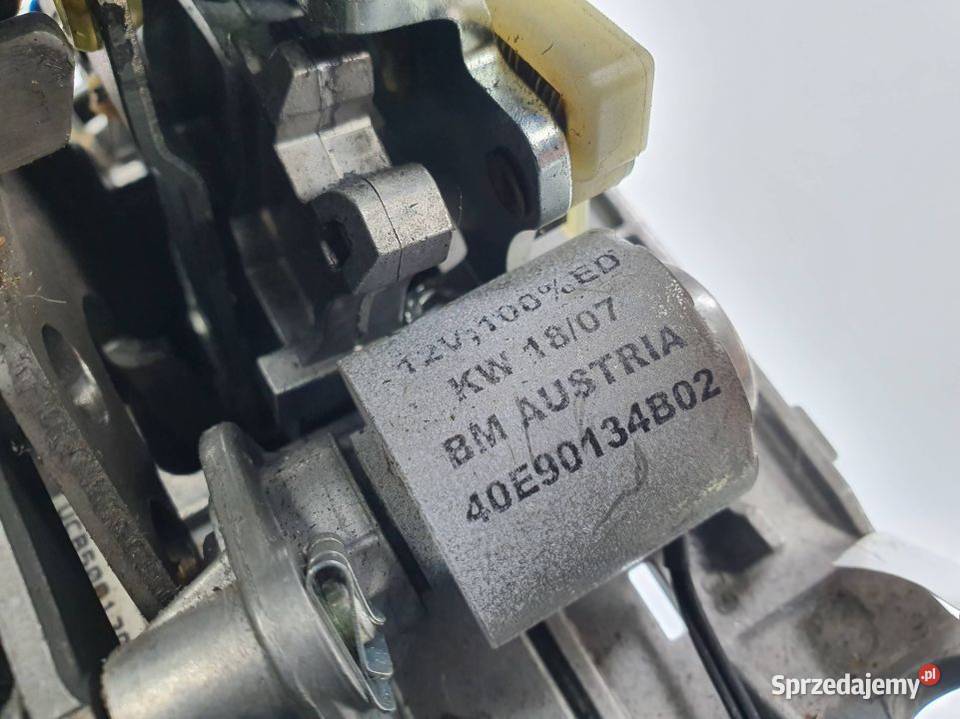 12V,100%ED
KW 18/07
BM AUSTRIA
40E90134B02
Sprzedajemy.pl